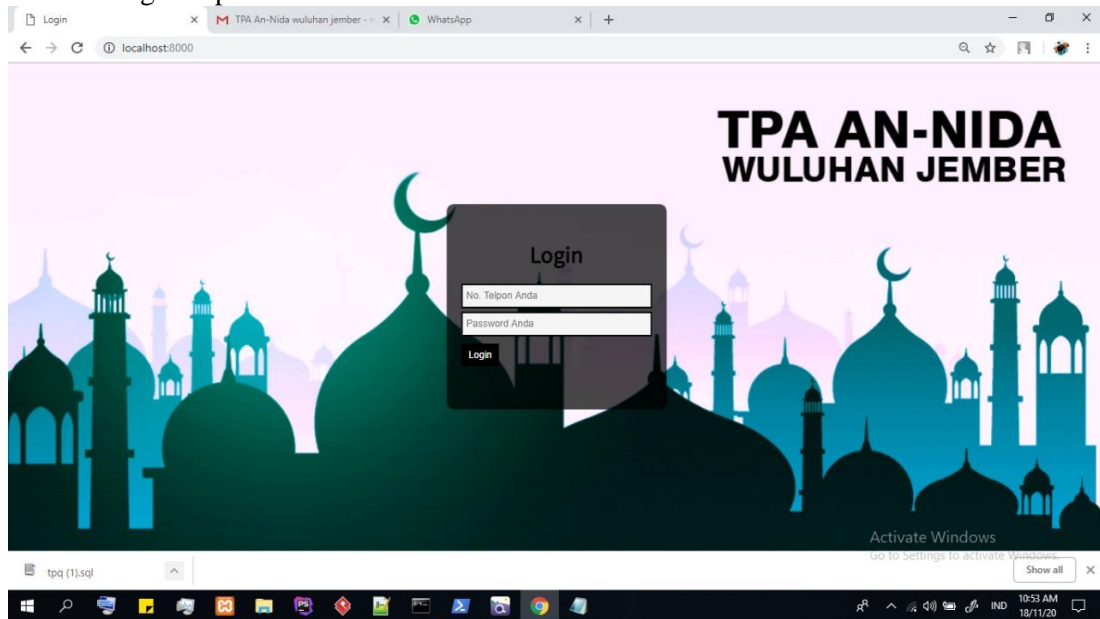 Login
TPA An-Nida wuluhan jember -
WhatsApp
localhost:8000
TPA AN-NIDA
WULUHAN JEMBER
Login
No. Telpon Anda
Password Anda
Login
Activate Windows
Go to Settings to activate Windows.
tpq (1).sql
Show all
IND
10:53 AM
18/11/20